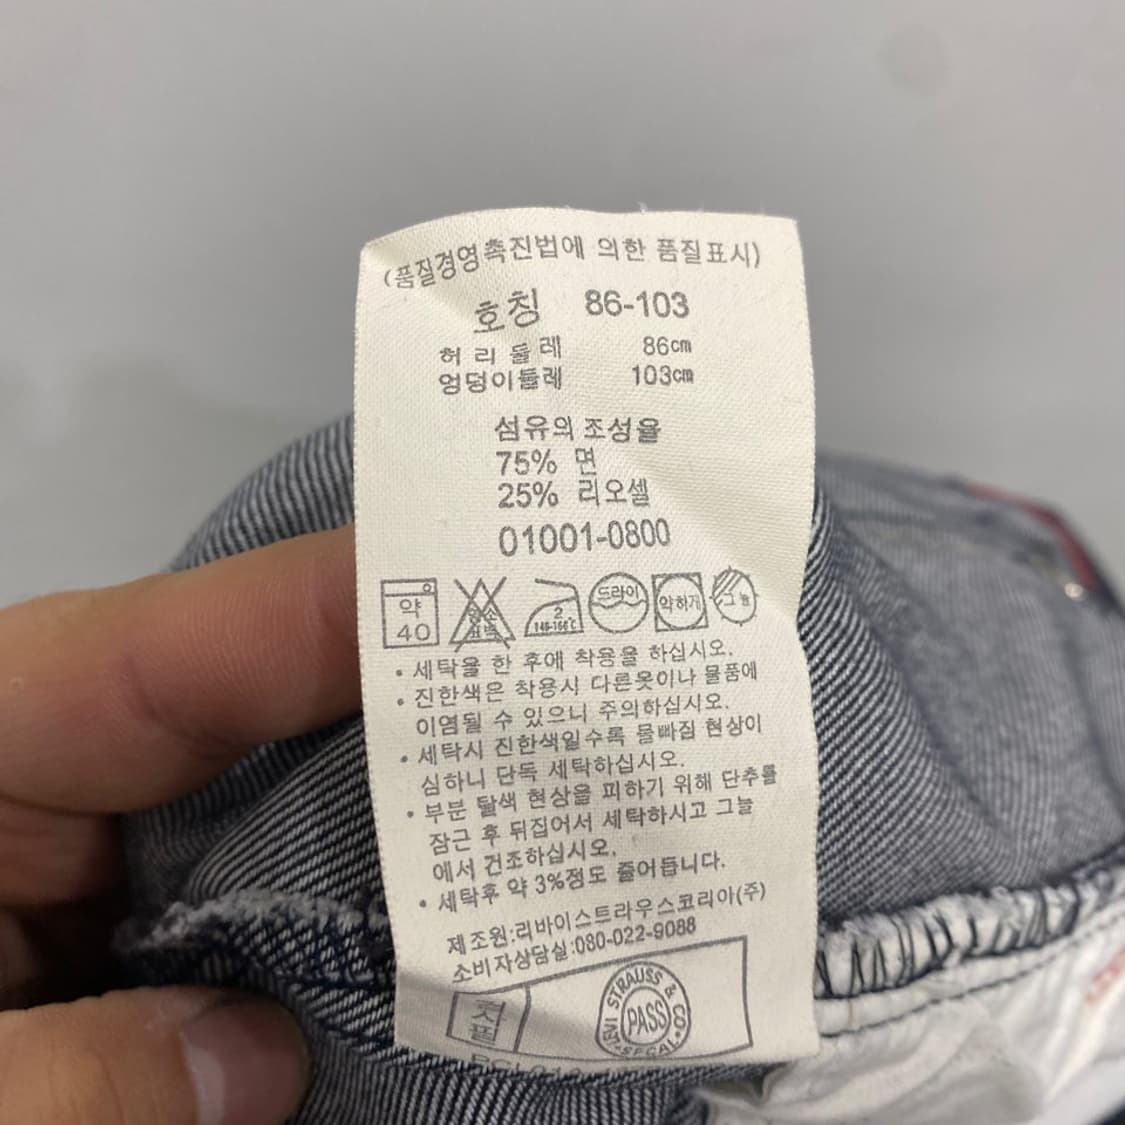 (품질경영촉진법에 의한 품질표시)
호칭 86-103
허리둘레 86cm
엉덩이둘레 103cm
섬유의 조성율
75% 면
25% 리오셀
01001-0800
약 40
염소 표백
2 140-160℃
드라이
약하게
그늘
• 세탁을 한 후에 착용을 하십시오.
• 진한색은 착용시 다른옷이나 물품에
이염될 수 있으니 주의하십시오.
• 세탁시 진한색일수록 물빠짐 현상이
심하니 단독 세탁하십시오.
• 부분 탈색 현상을 피하기 위해 단추를
잠근 후 뒤집어서 세탁하시고 그늘
에서 건조하십시오.
• 세탁후 약 3%정도 줄어듭니다.
제조원:리바이스트라우스코리아(주)
소비자상담실:080-022-9088
LEVI STRAUSS & CO.
PASS